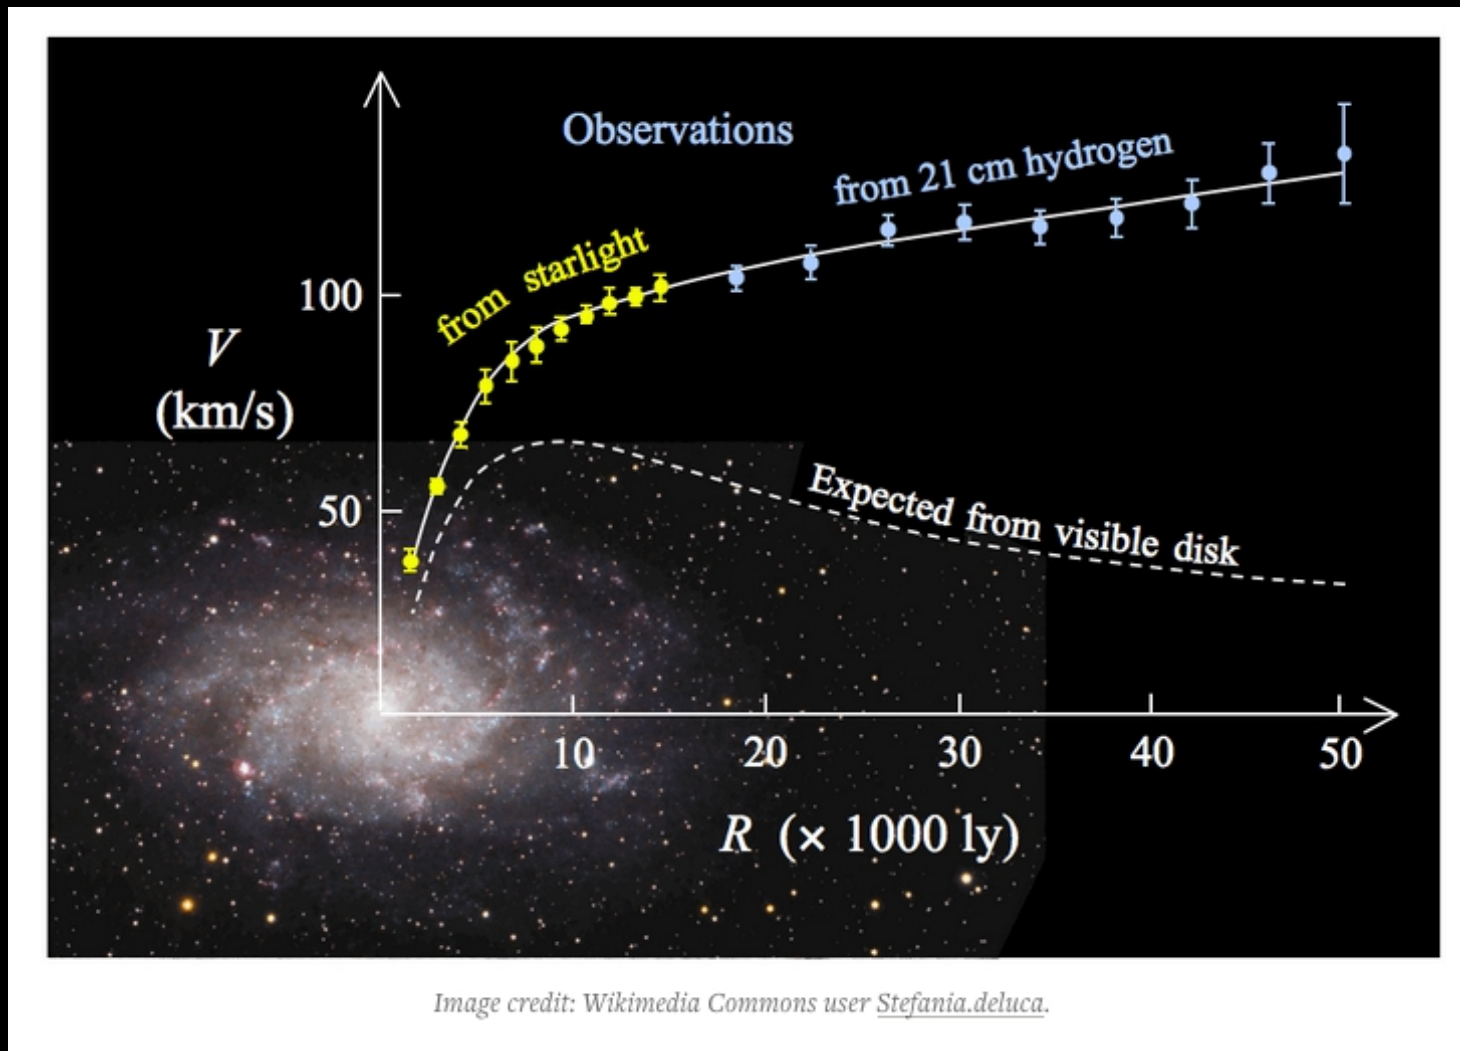 Observations
from 21 cm hydrogen
from starlight
100
V
(km/s)
50
Expected from visible disk
10
20
30
40
50
R (× 1000 ly)
Image credit: Wikimedia Commons user Stefania.deluca.